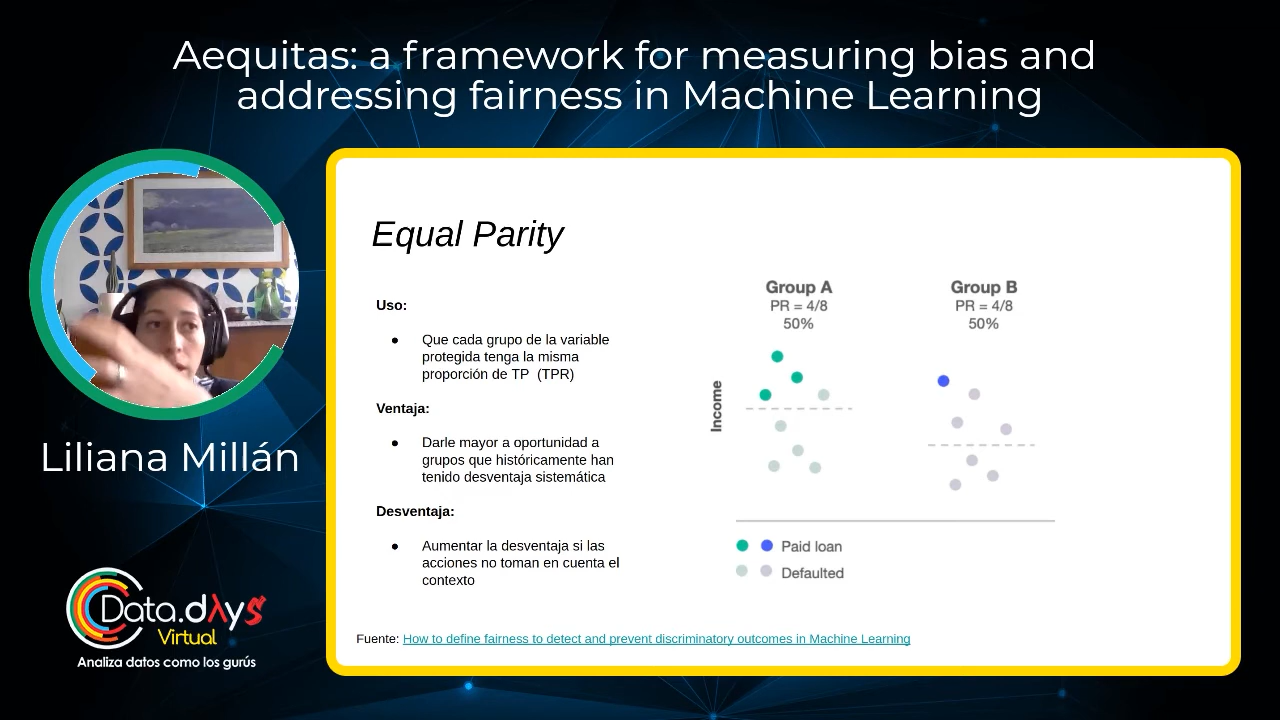 Aequitas: a framework for measuring bias and
addressing fairness in Machine Learning
Liliana Millán
Data.dAys
Virtual
Analiza datos como los gurús
Equal Parity
Uso:
● Que cada grupo de la variable
protegida tenga la misma
proporción de TP (TPR)
Ventaja:
● Darle mayor a oportunidad a
grupos que históricamente han
tenido desventaja sistemática
Desventaja:
● Aumentar la desventaja si las
acciones no toman en cuenta el
contexto
Group A
PR = 4/8
50%
Group B
PR = 4/8
50%
Income
Paid loan
Defaulted
Fuente: How to define fairness to detect and prevent discriminatory outcomes in Machine Learning